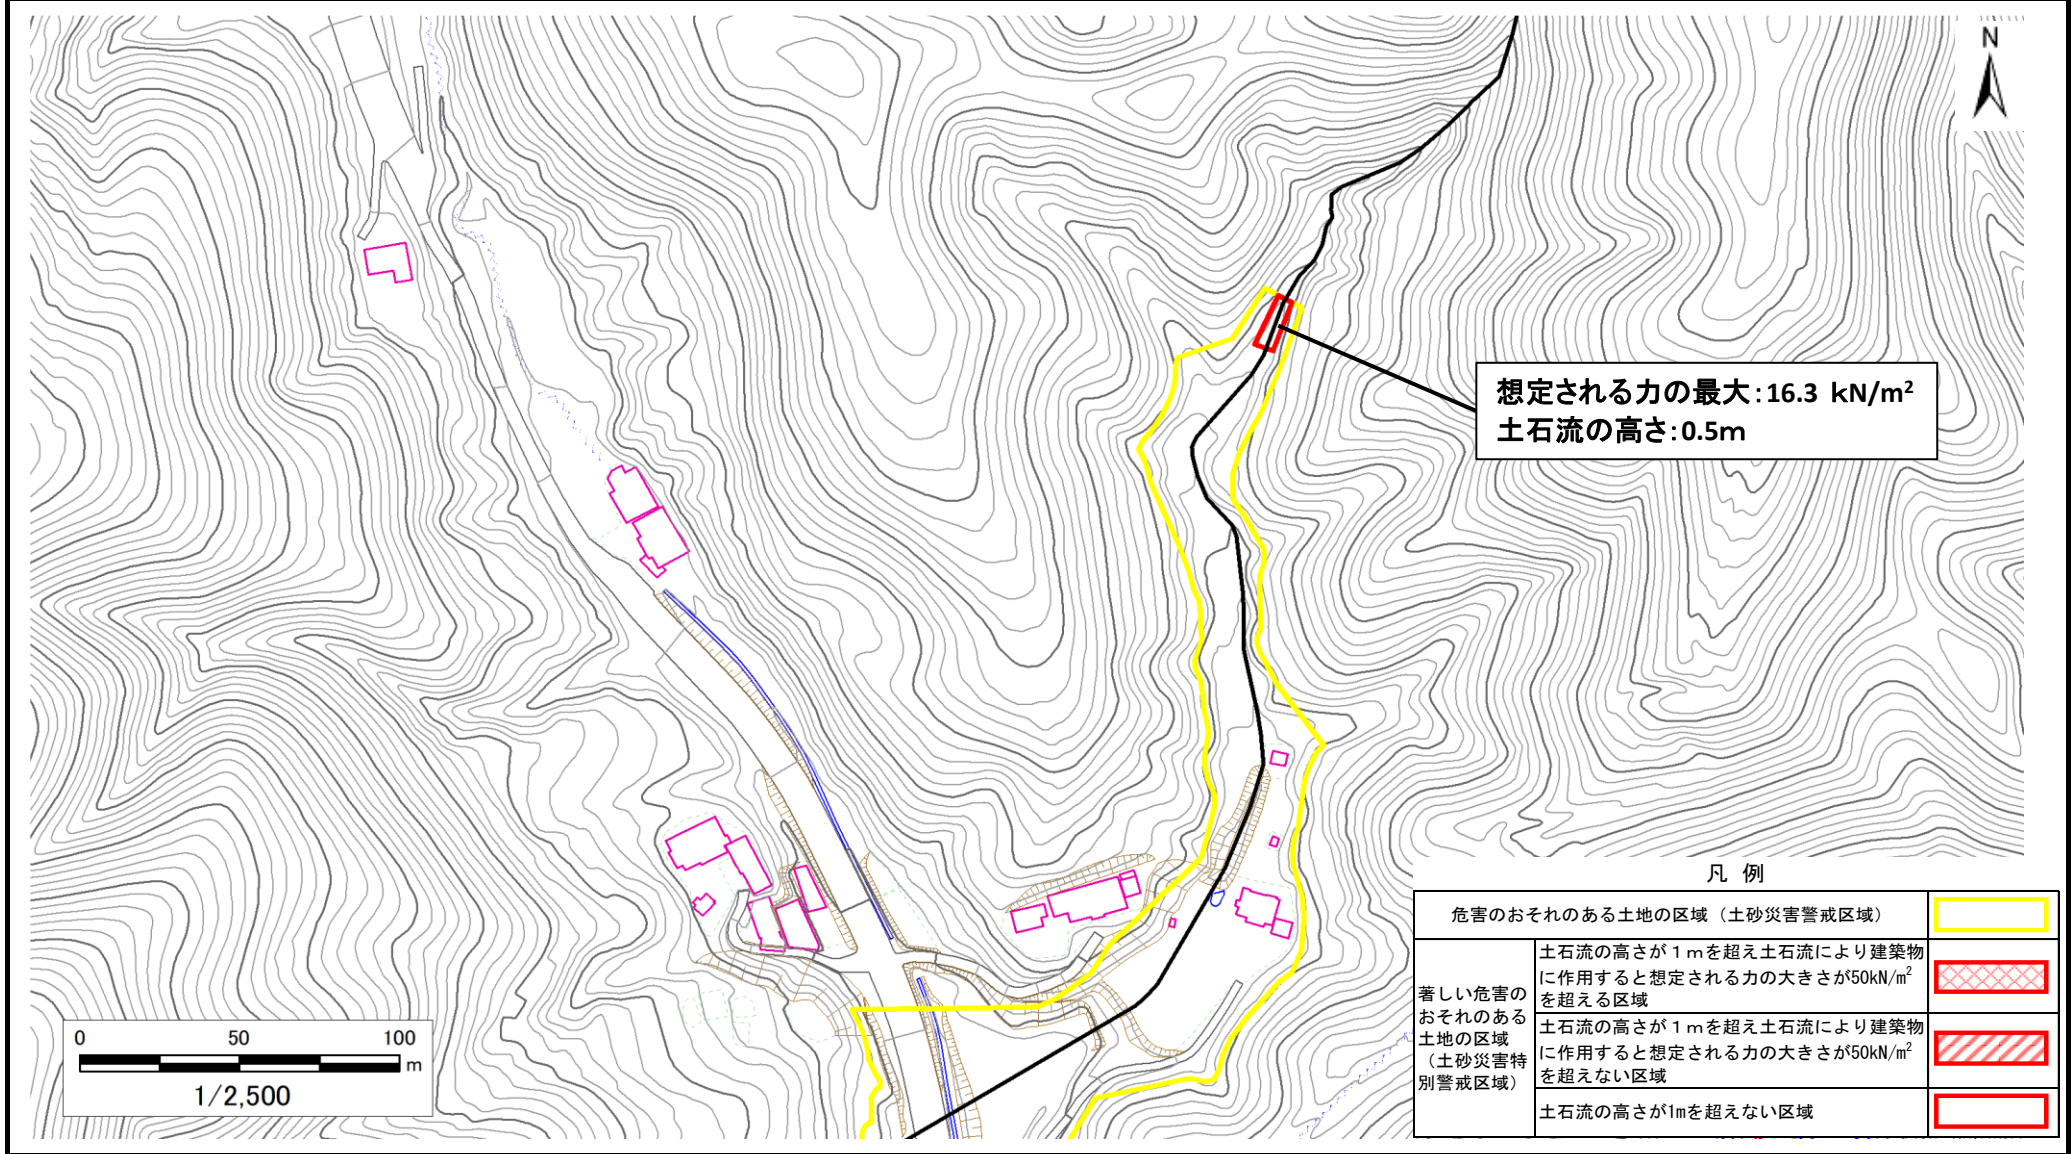 N
想定される力の最大:16.3 kN/m²
土石流の高さ:0.5m
凡 例
危害のおそれのある土地の区域（土砂災害警戒区域）
著しい危害の
おそれのある
土地の区域
（土砂災害特
別警戒区域）
土石流の高さが１ｍを超え土石流により建築物
に作用すると想定される力の大きさが50kN/㎡
を超える区域
土石流の高さが１ｍを超え土石流により建築物
に作用すると想定される力の大きさが50kN/㎡
を超えない区域
土石流の高さが1mを超えない区域
0 50 100
m
1/2,500